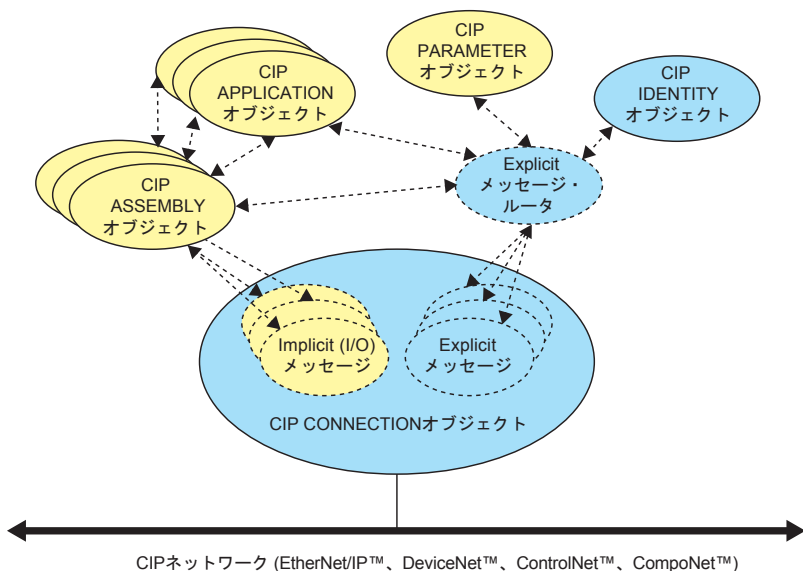 CIP
APPLICATION
オブジェクト
CIP
PARAMETER
オブジェクト
CIP
IDENTITY
オブジェクト
CIP
ASSEMBLY
オブジェクト
Explicit
メッセージ・
ルータ
Implicit (I/O)
メッセージ
Explicit
メッセージ
CIP CONNECTIONオブジェクト
CIPネットワーク (EtherNet/IP™、DeviceNet™、ControlNet™、CompoNet™)